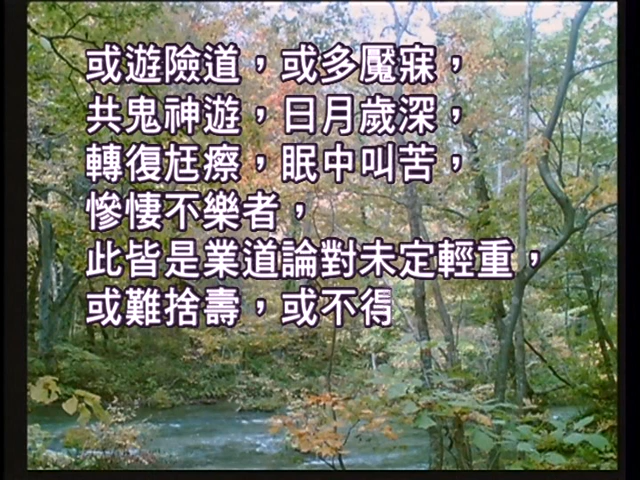 或遊險道，或多魘寐，
共鬼神遊，日月歲深，
轉復尩瘵，眠中叫苦，
慘悽不樂者，
此皆是業道論對未定輕重，
或難捨壽，或不得